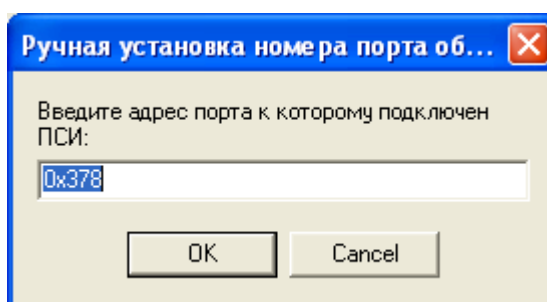 Ручная установка номера порта об...
Введите адрес порта к которому подключен
ПСИ:
0x378
OK
Cancel